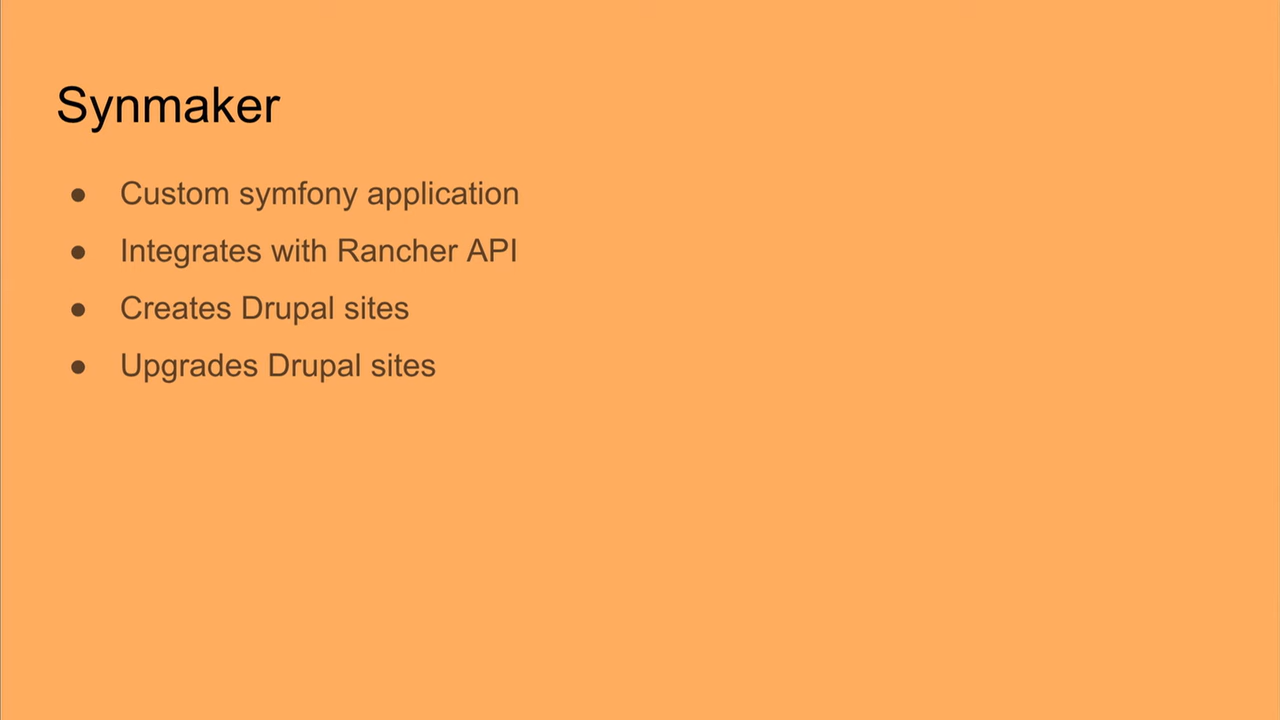 Synmaker
● Custom symfony application
● Integrates with Rancher API
● Creates Drupal sites
● Upgrades Drupal sites